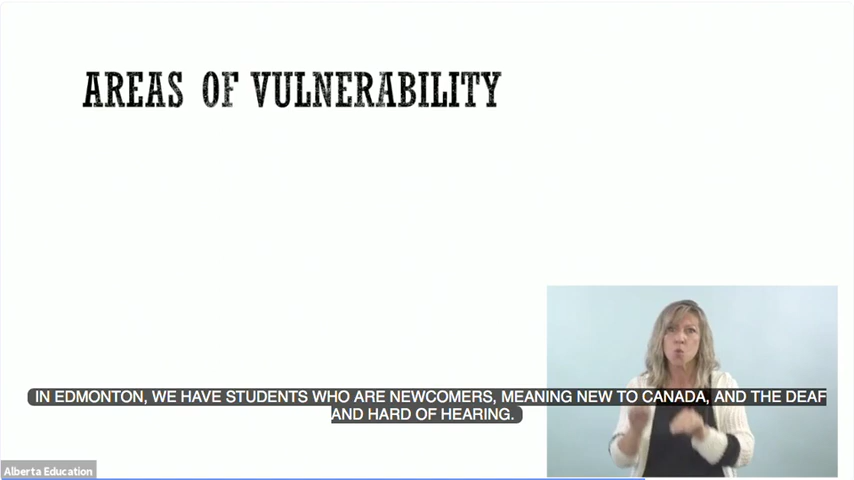 AREAS OF VULNERABILITY
IN EDMONTON, WE HAVE STUDENTS WHO ARE NEWCOMERS, MEANING NEW TO CANADA, AND THE DEAF
AND HARD OF HEARING.
Alberta Education